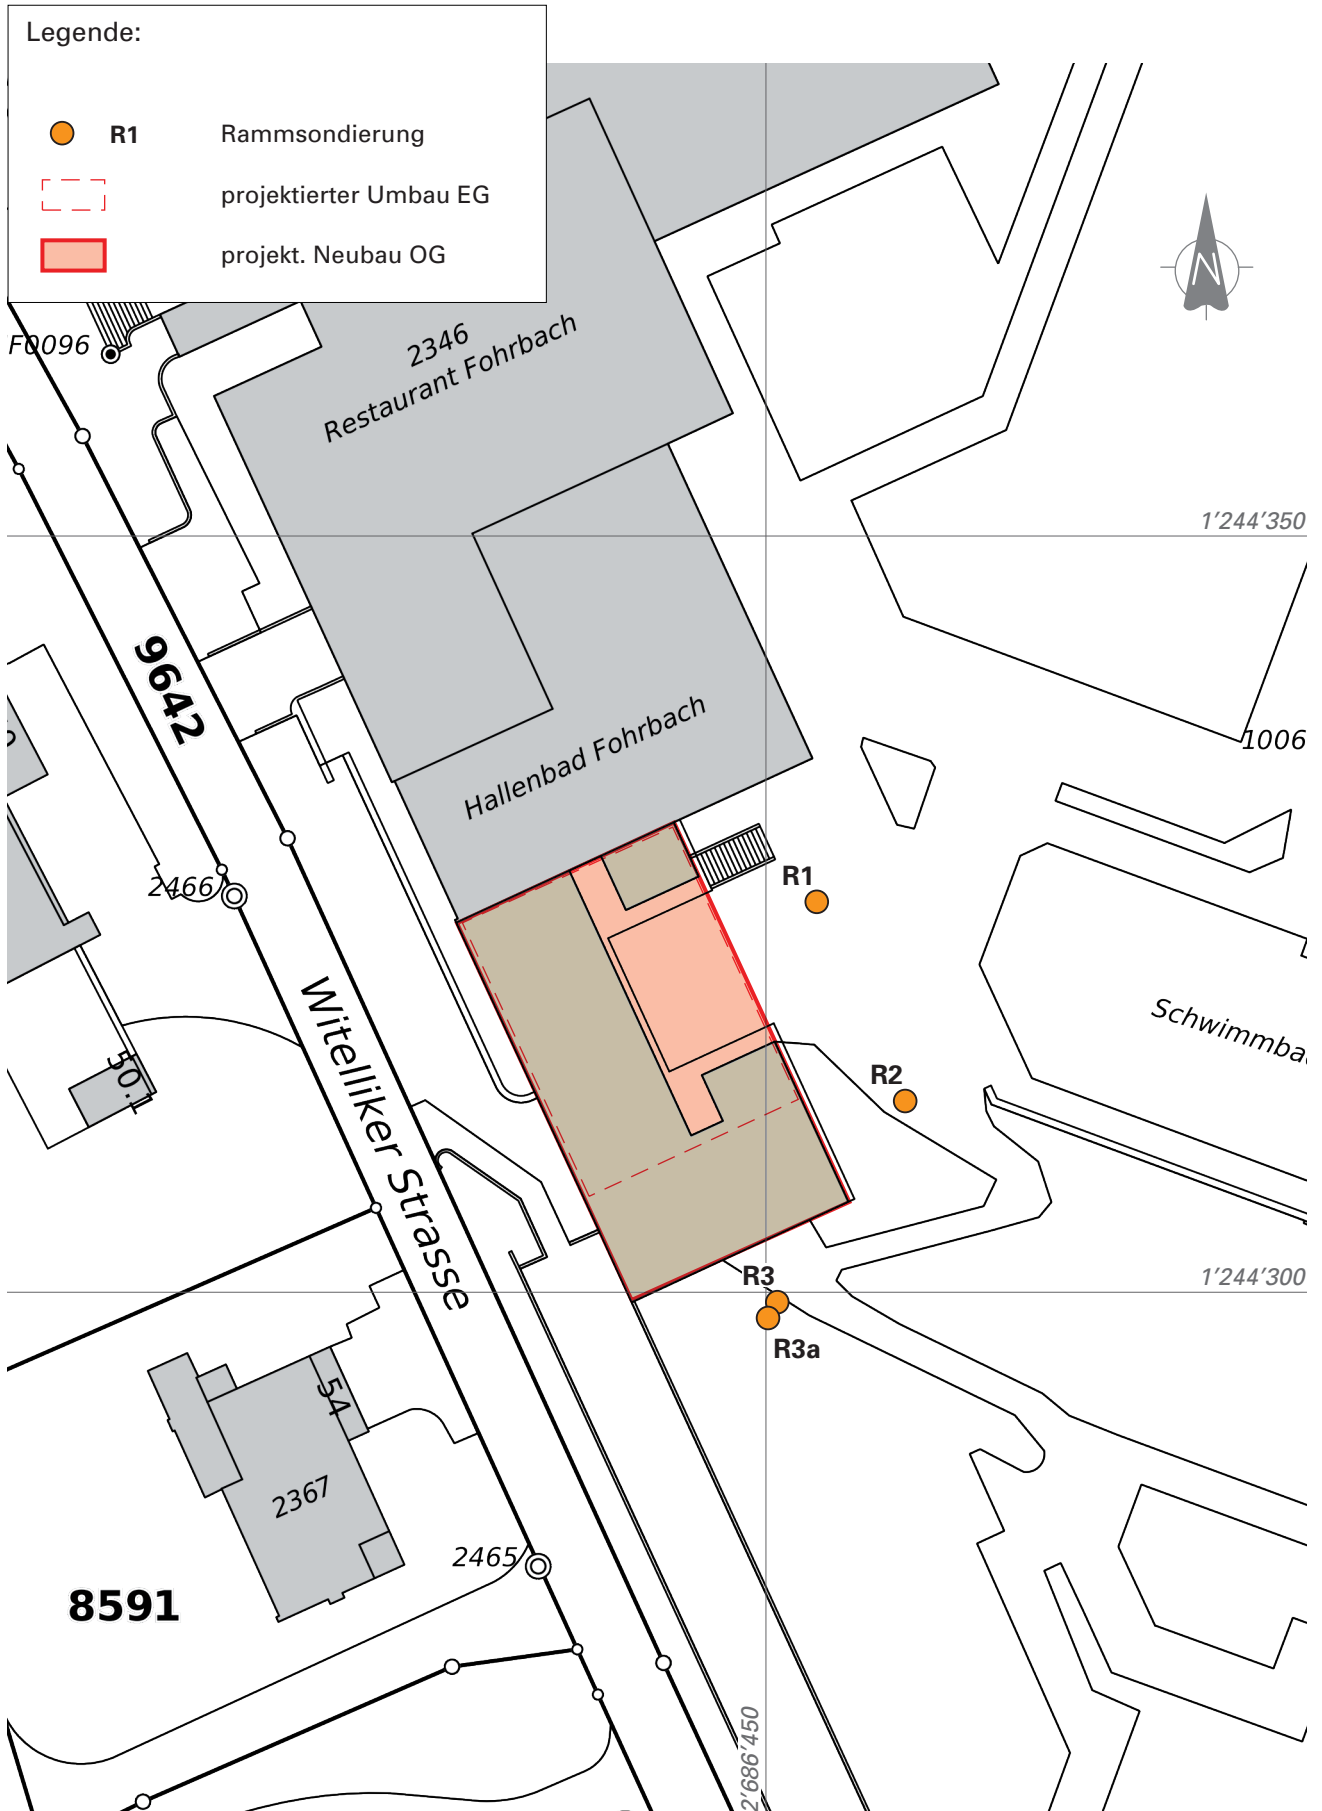 Legende:
R1 Rammsondierung
projektierter Umbau EG
projekt. Neubau OG
N
F0096
2346
Restaurant Fohrbach
1'244'350
9642
Hallenbad Fohrbach
1006
2466
R1
Witelliker Strasse
Schwimmba
50.1
R2
R3
1'244'300
R3a
54
2367
2465
8591
2'686'450